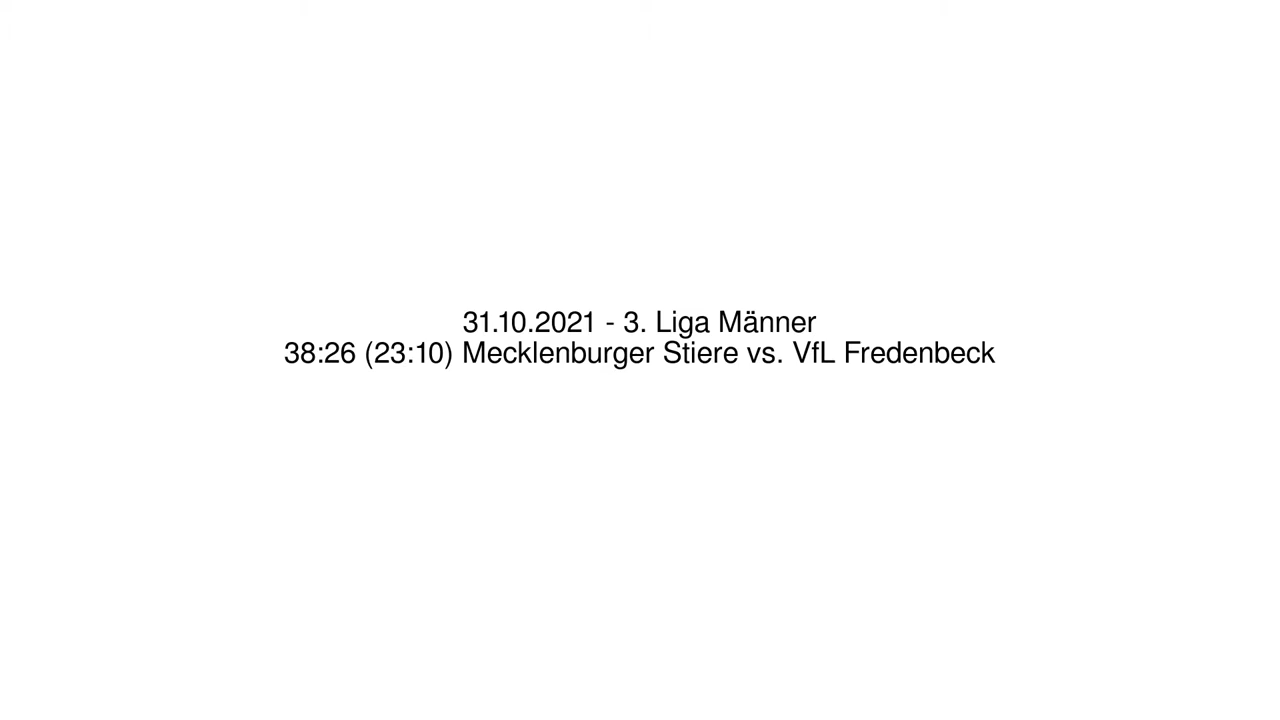 31.10.2021 - 3. Liga Männer
38:26 (23:10) Mecklenburger Stiere vs. VfL Fredenbeck